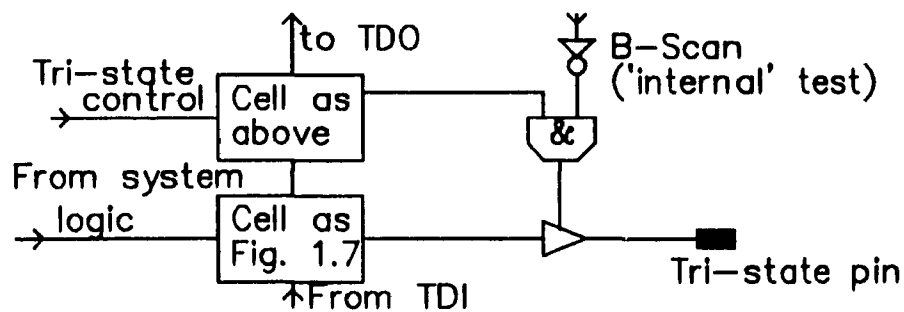 to TDO
B-Scan
('internal' test)
Tri-state
control
Cell as
above
&
From system
logic
Cell as
Fig. 1.7
Tri-state pin
From TDI